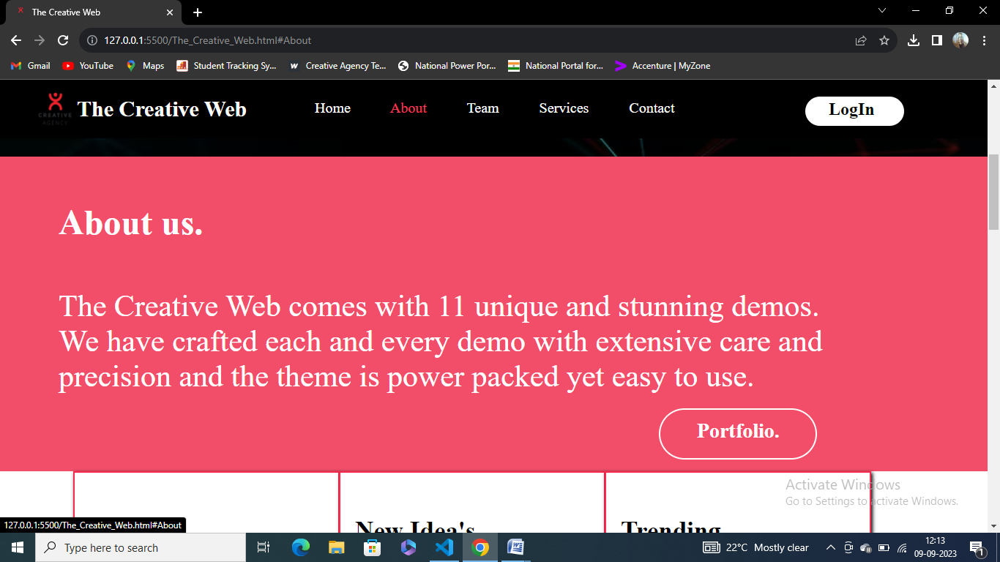 The Creative Web
127.0.0.1:5500/The_Creative_Web.html#About
Gmail YouTube Maps Student Tracking Sy... Creative Agency Te... National Power Por... National Portal for... Accenture | MyZone
CREATIVE
AGENCY
The Creative Web Home About Team Services Contact LogIn
About us.
The Creative Web comes with 11 unique and stunning demos.
We have crafted each and every demo with extensive care and
precision and the theme is power packed yet easy to use.
Portfolio.
Activate Windows
Go to Settings to activate Windows.
New Idea's Trending
127.0.0.1:5500/The_Creative_Web.html#About
Type here to search 22°C Mostly clear 12:13
09-09-2023 1